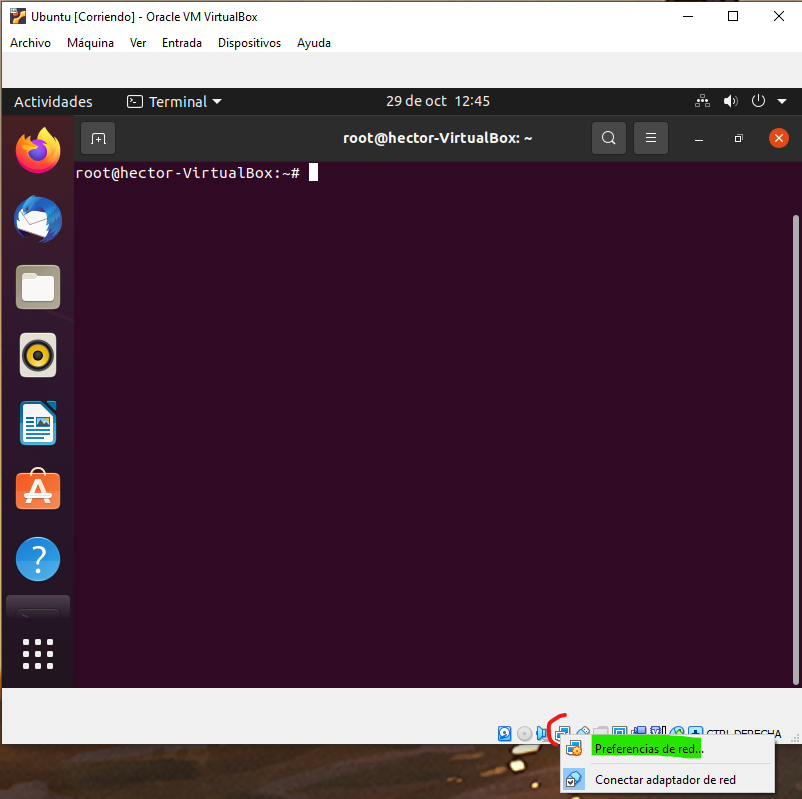 Ubuntu [Corriendo] - Oracle VM VirtualBox
Archivo Máquina Ver Entrada Dispositivos Ayuda
Actividades Terminal 29 de oct 12:45
root@hector-VirtualBox: ~
root@hector-VirtualBox:~#
CTRL DERECHA
Preferencias de red...
Conectar adaptador de red